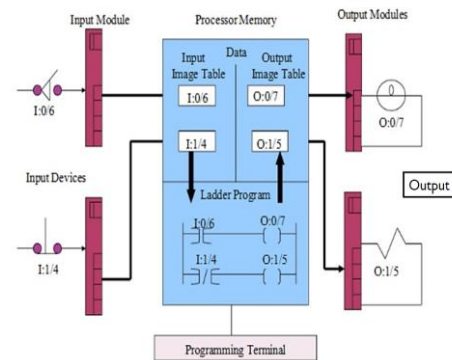 Input Module
Processor Memory
Output Modules
Data
Input
Image Table
Output
Image Table
I:0/6
I:0/6
O:0/7
O:0/7
I:1/4
O:1/5
Input Devices
Output
Ladder Program
I:0/6
O:0/7
I:1/4
O:1/5
I:1/4
O:1/5
Programming Terminal